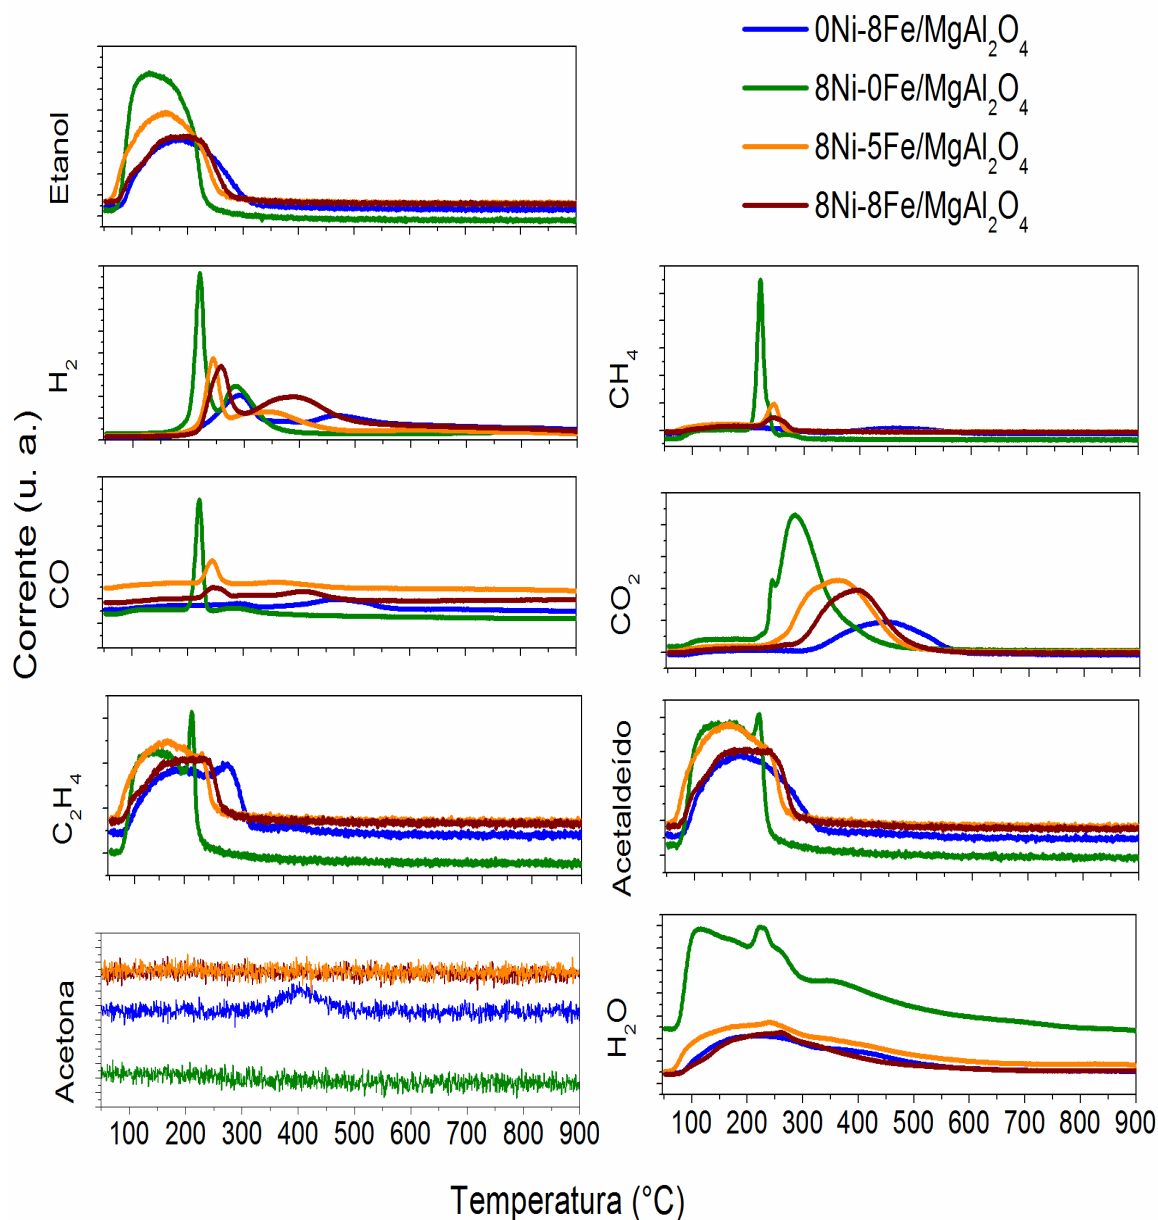 0Ni-8Fe/MgAl₂O₄
8Ni-0Fe/MgAl₂O₄
8Ni-5Fe/MgAl₂O₄
8Ni-8Fe/MgAl₂O₄
Etanol
H₂
CH₄
Corrente (u. a.)
CO
CO₂
C₂H₄
Acetaldeído
Acetona
H₂O
100 200 300 400 500 600 700 800 900
100 200 300 400 500 600 700 800 900
Temperatura (°C)